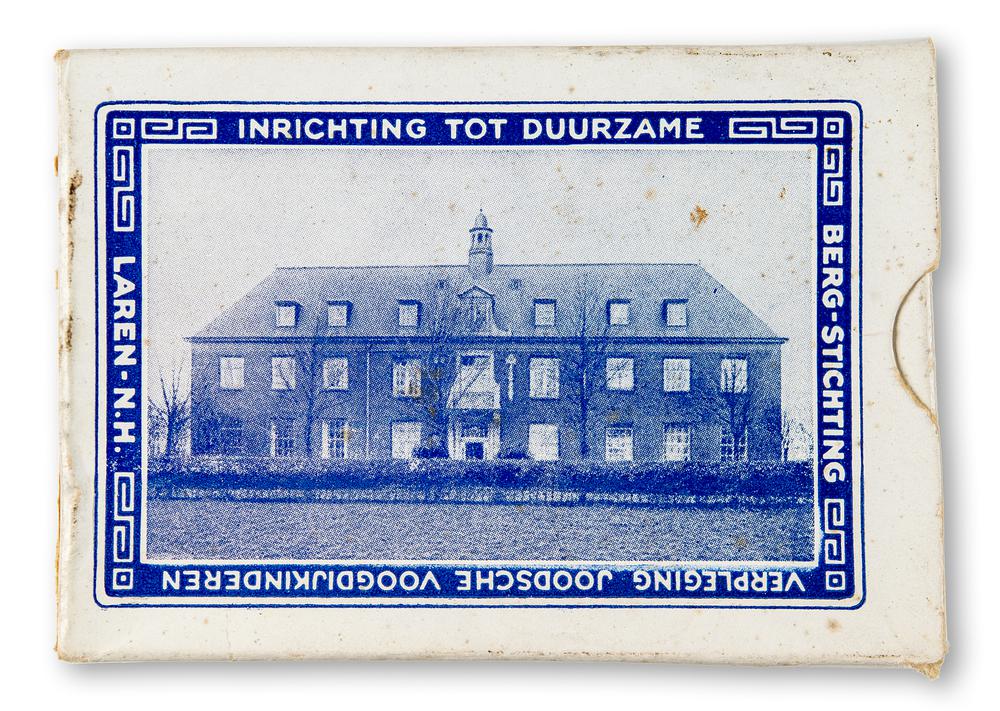 INRICHTING TOT DUURZAME
BERG-STICHTING
VERPLEGING JOODSCHE VOOGDIJKINDEREN
LAREN-N.H.